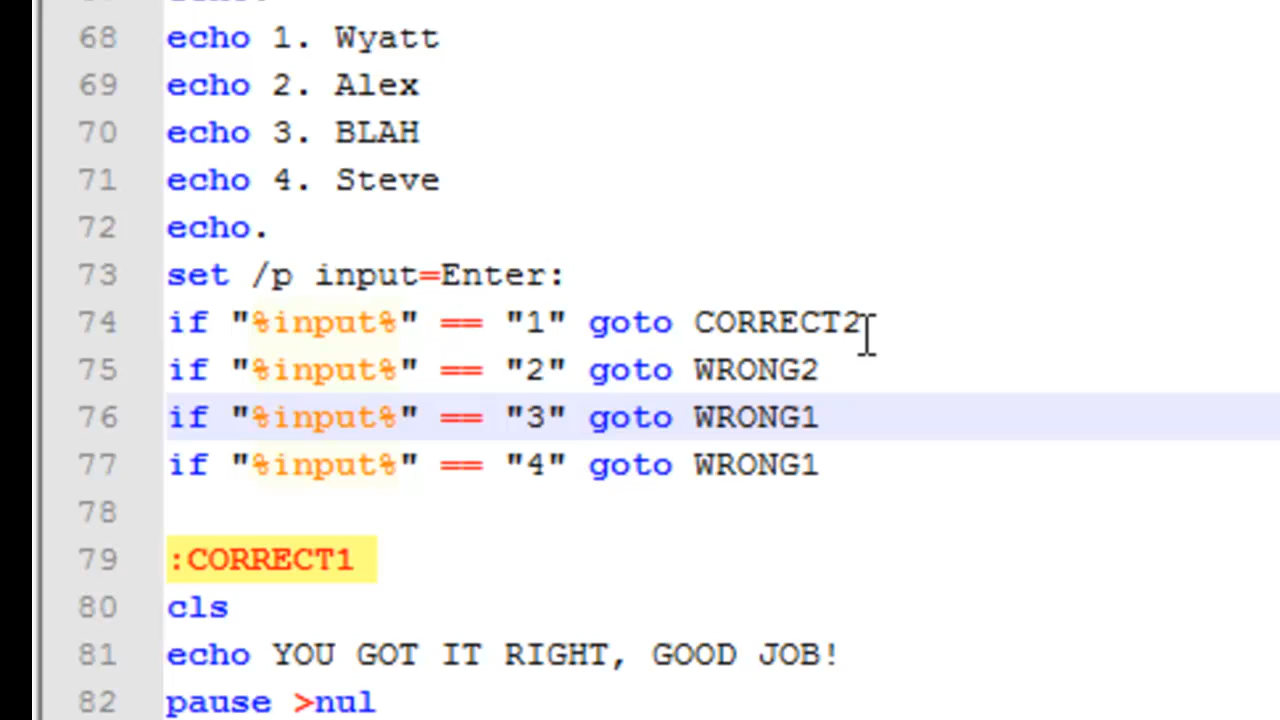 68 echo 1. Wyatt
69 echo 2. Alex
70 echo 3. BLAH
71 echo 4. Steve
72 echo.
73 set /p input=Enter:
74 if "%input%" == "1" goto CORRECT2
75 if "%input%" == "2" goto WRONG2
76 if "%input%" == "3" goto WRONG1
77 if "%input%" == "4" goto WRONG1
78
79 :CORRECT1
80 cls
81 echo YOU GOT IT RIGHT, GOOD JOB!
82 pause >nul